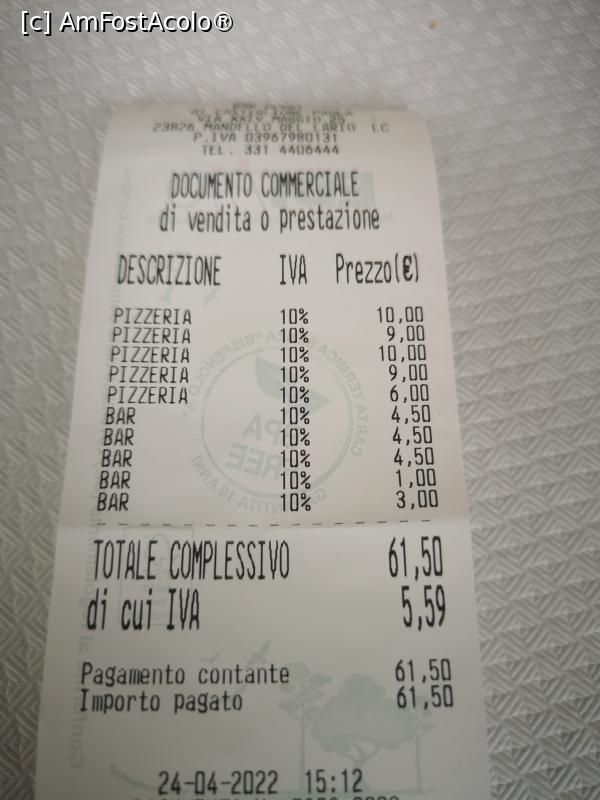 [c] AmFostAcolo®
VIA XXIV MAGGIO 29
23826 MANDELLO DEL LARIO LC
P.IVA 03967980131
TEL. 331 4406444
DOCUMENTO COMMERCIALE
di vendita o prestazione
DESCRIZIONE IVA Prezzo(€)
PIZZERIA 10% 10,00
PIZZERIA 10% 9,00
PIZZERIA 10% 10,00
PIZZERIA 10% 9,00
PIZZERIA 10% 6,00
BAR 10% 4,50
BAR 10% 4,50
BAR 10% 4,50
BAR 10% 1,00
BAR 10% 3,00
TOTALE COMPLESSIVO 61,50
di cui IVA 5,59
Pagamento contante 61,50
Importo pagato 61,50
24-04-2022 15:12